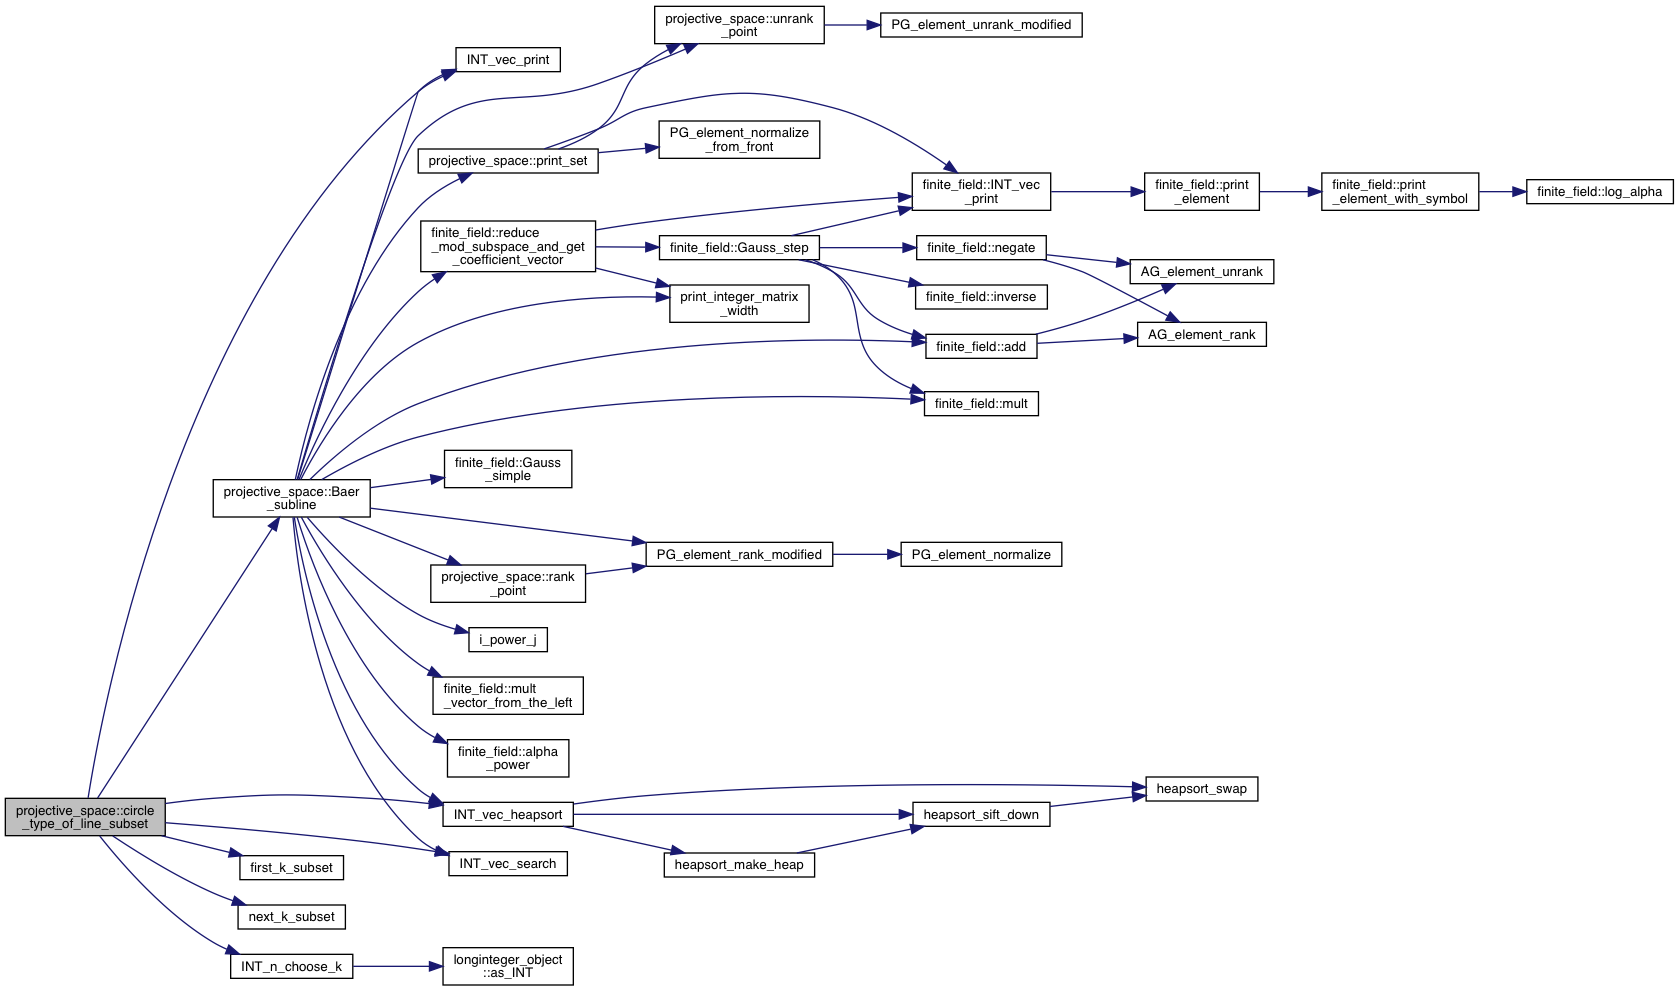 projective_space::unrank
_point
PG_element_unrank_modified
INT_vec_print
projective_space::print_set
PG_element_normalize
_from_front
finite_field::INT_vec
_print
finite_field::print
_element
finite_field::print
_element_with_symbol
finite_field::log_alpha
finite_field::reduce
_mod_subspace_and_get
_coefficient_vector
finite_field::Gauss_step
finite_field::negate
AG_element_unrank
print_integer_matrix
_width
finite_field::inverse
finite_field::add
AG_element_rank
finite_field::mult
finite_field::Gauss
_simple
projective_space::Baer
_subline
PG_element_rank_modified
PG_element_normalize
projective_space::rank
_point
i_power_j
finite_field::mult
_vector_from_the_left
finite_field::alpha
_power
projective_space::circle
_type_of_line_subset
INT_vec_heapsort
heapsort_sift_down
heapsort_swap
first_k_subset
INT_vec_search
heapsort_make_heap
next_k_subset
INT_n_choose_k
longinteger_object
::as_INT